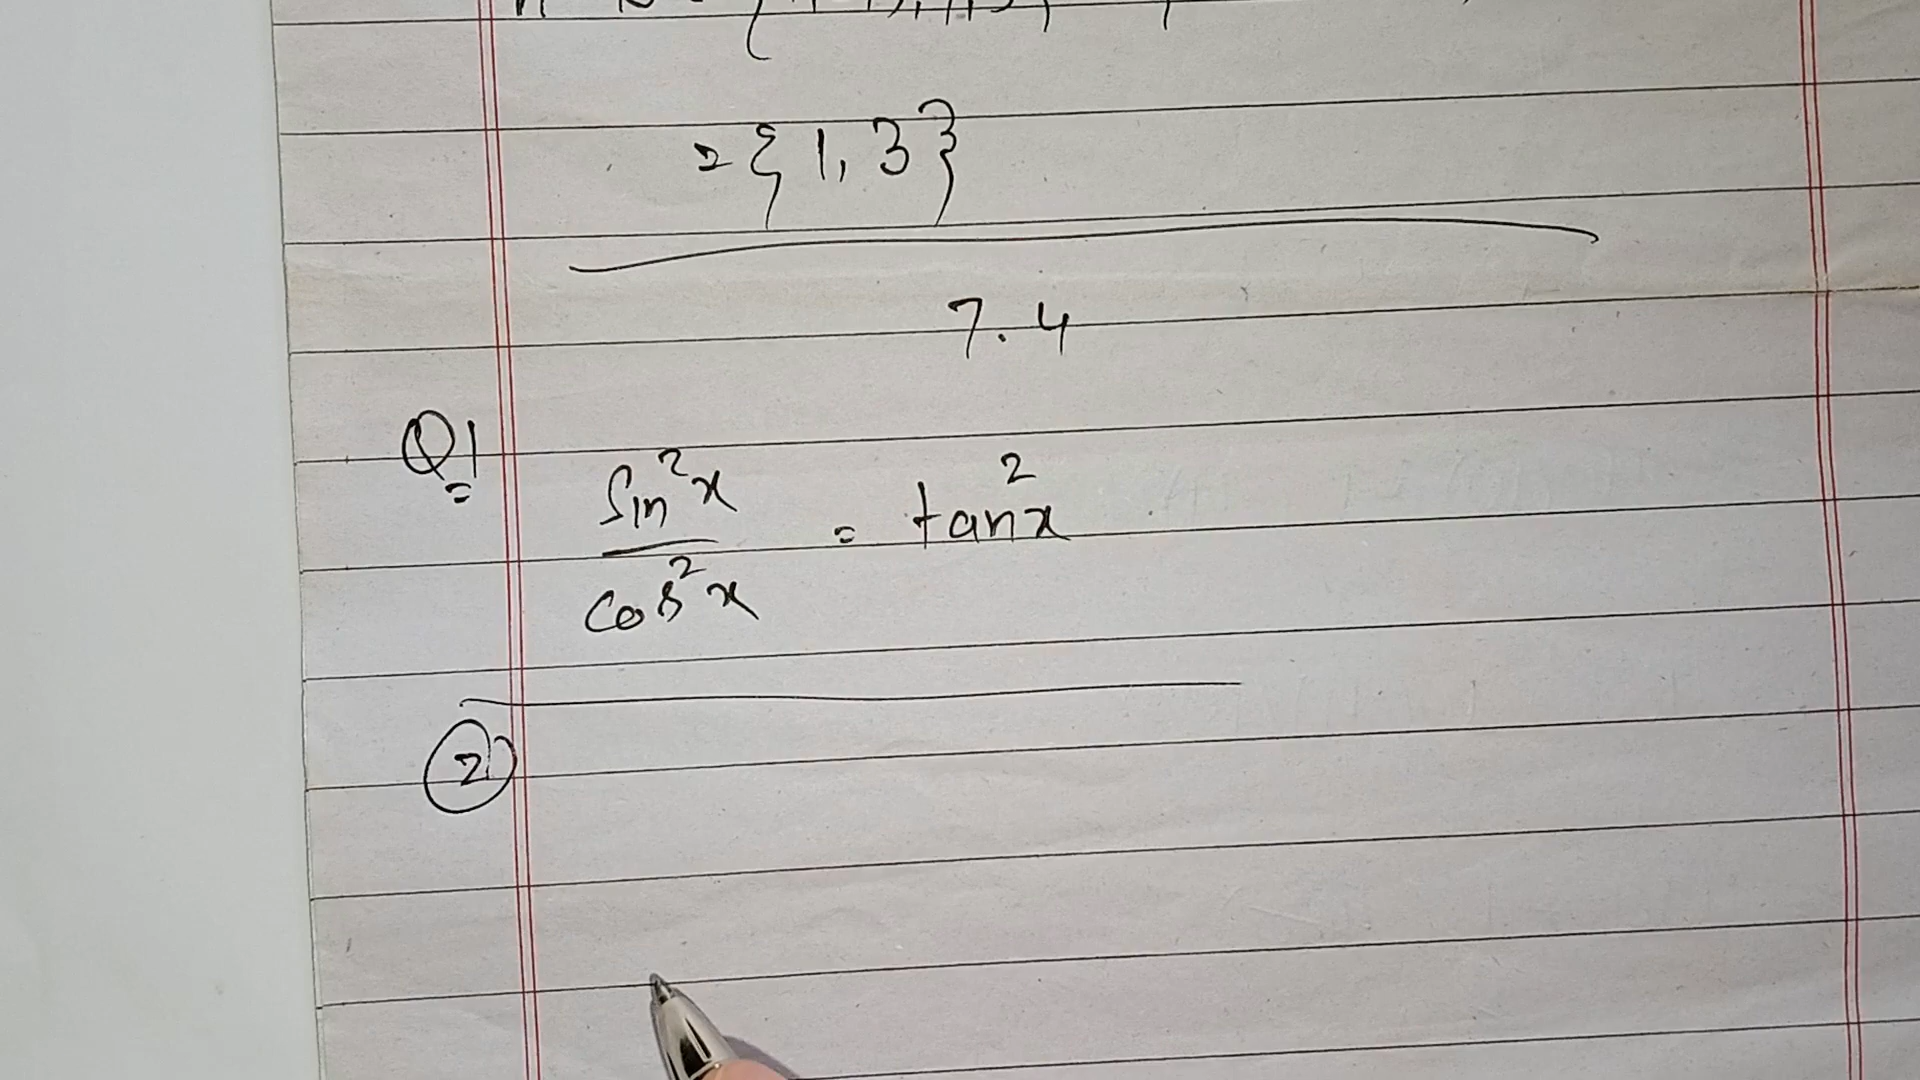 = { 1, 3 }
7.4
Q1
sin²x / cos²x = tan²x
2)